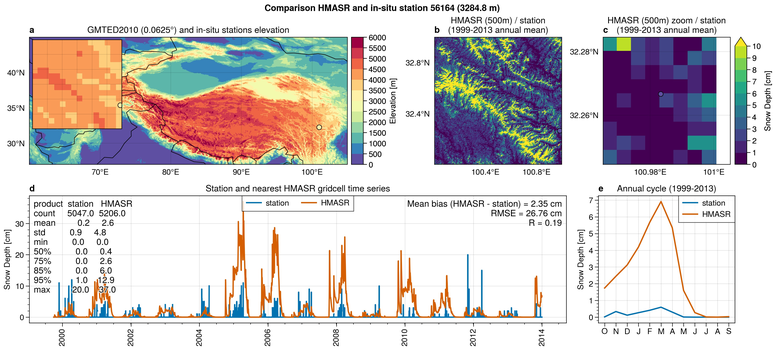 Comparison HMASR and in-situ station 56164 (3284.8 m)
a
GMTED2010 (0.0625°) and in-situ stations elevation
45°N
40°N
35°N
30°N
70°E
80°E
90°E
100°E
6000
5500
5000
4500
4000
3500
3000
2500
2000
1500
1000
500
0
Elevation [m]
b
HMASR (500m) / station
(1999-2013 annual mean)
32.8°N
32.4°N
100.4°E
100.8°E
c
HMASR (500m) zoom / station
(1999-2013 annual mean)
32.28°N
32.26°N
100.98°E
101°E
10
9
8
7
6
5
4
3
2
1
0
Snow Depth [cm]
d
Station and nearest HMASR gridcell time series
product station HMASR
count 5047.0 5206.0
mean 0.2 2.6
std 0.9 4.8
min 0.0 0.0
50% 0.0 0.4
75% 0.0 2.6
85% 0.0 6.0
95% 1.0 12.9
max 20.0 37.0
station
HMASR
Mean bias (HMASR - station) = 2.35 cm
RMSE = 26.76 cm
R = 0.19
Snow Depth [cm]
30
20
10
0
2000
2002
2004
2006
2008
2010
2012
2014
e
Annual cycle (1999-2013)
station
HMASR
Snow Depth [cm]
7
6
5
4
3
2
1
0
O N D J F M A M J J A S